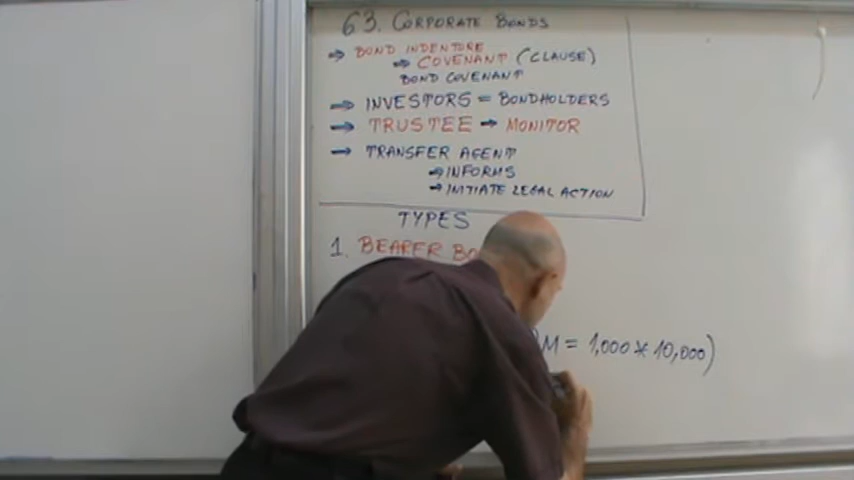 63. CORPORATE BONDS
→ BOND INDENTURE
→ COVENANT (CLAUSE)
BOND COVENANT
→ INVESTORS = BONDHOLDERS
→ TRUSTEE → MONITOR
→ TRANSFER AGENT
→ INFORMS
→ INITIATE LEGAL ACTION
TYPES
1. BEARER
M = 1,000 * 10,000)